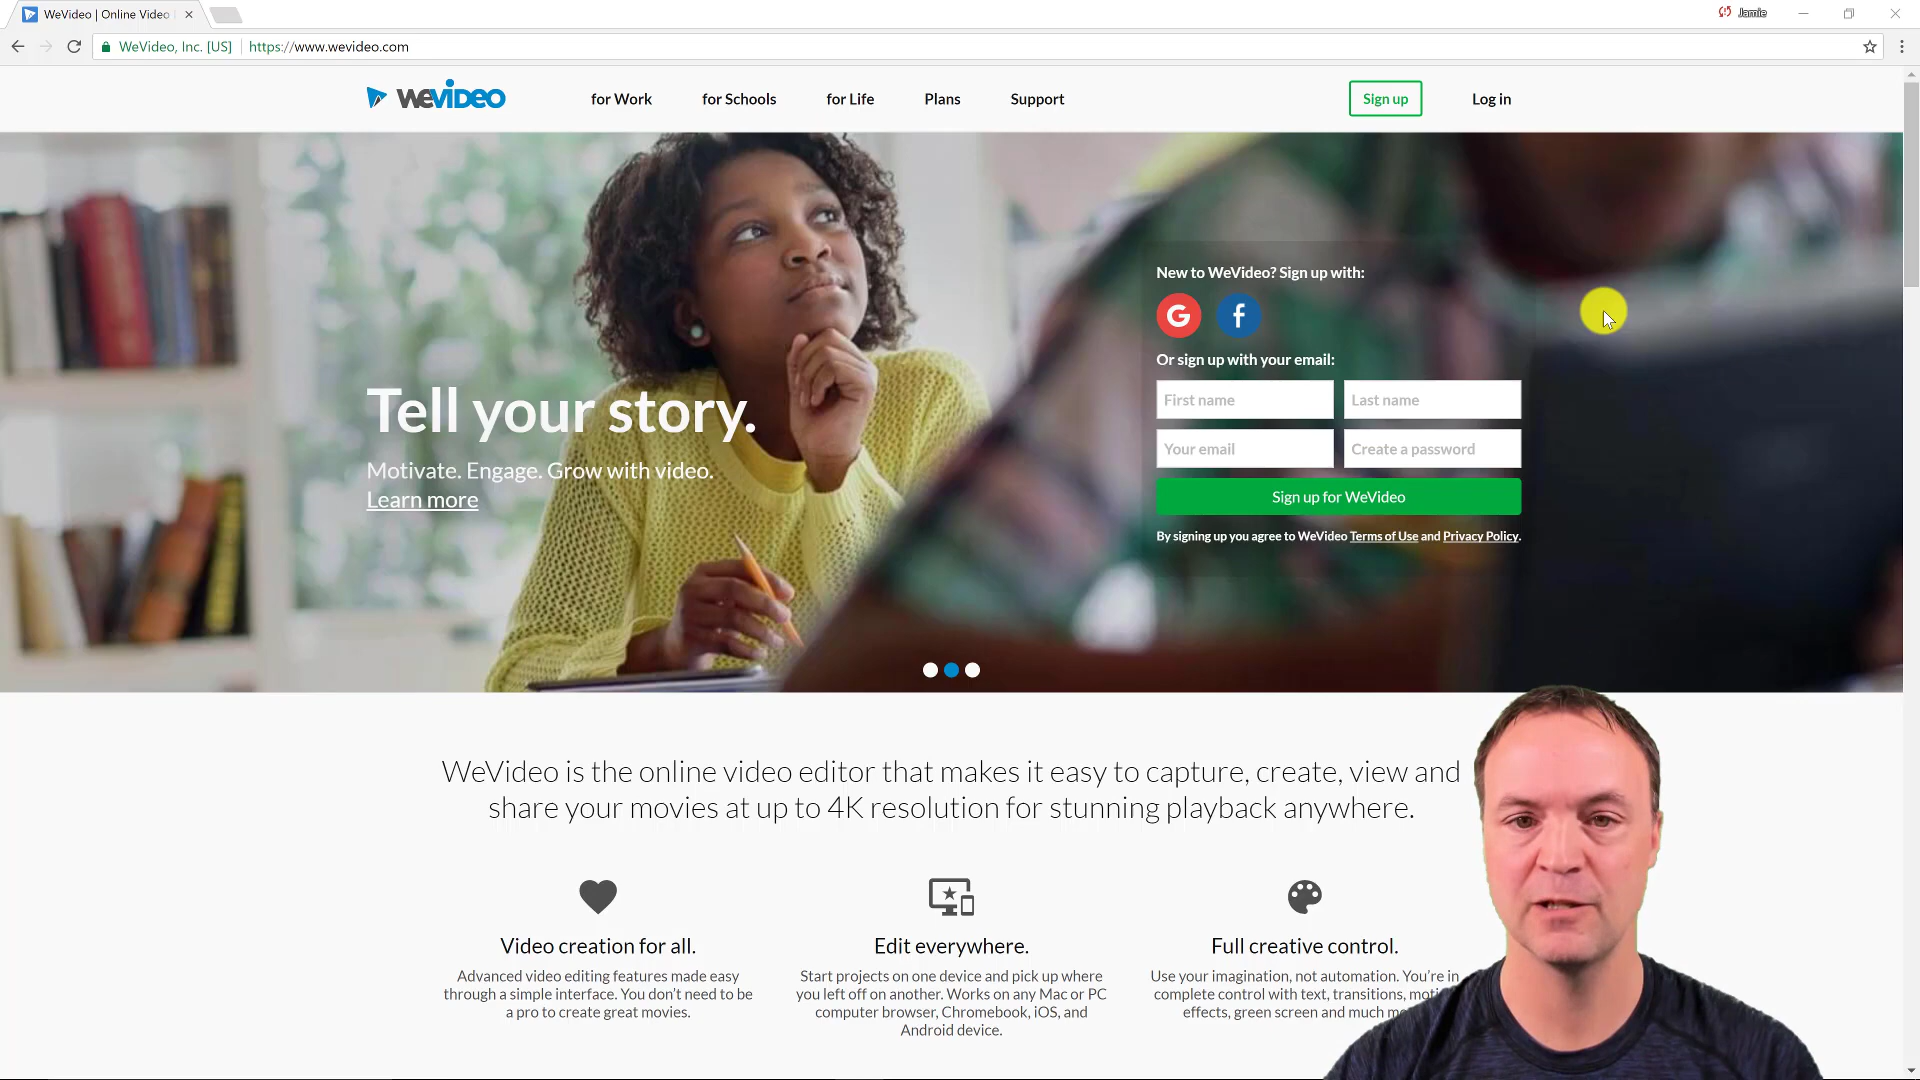 WeVideo | Online Video
Jamie
WeVideo, Inc. [US]
https://www.wevideo.com
WEVIDEO
for Work
for Schools
for Life
Plans
Support
Sign up
Log in
New to WeVideo? Sign up with:
G
f
Or sign up with your email:
First name
Last name
Your email
Create a password
Sign up for WeVideo
By signing up you agree to WeVideo Terms of Use and Privacy Policy.
Tell your story.
Motivate. Engage. Grow with video.
Learn more
WeVideo is the online video editor that makes it easy to capture, create, view and
share your movies at up to 4K resolution for stunning playback anywhere.
Video creation for all.
Advanced video editing features made easy
through a simple interface. You don't need to be
a pro to create great movies.
Edit everywhere.
Start projects on one device and pick up where
you left off on another. Works on any Mac or PC
computer browser, Chromebook, iOS, and
Android device.
Full creative control.
Use your imagination, not automation. You're in
complete control with text, transitions,
effects, green screen and much